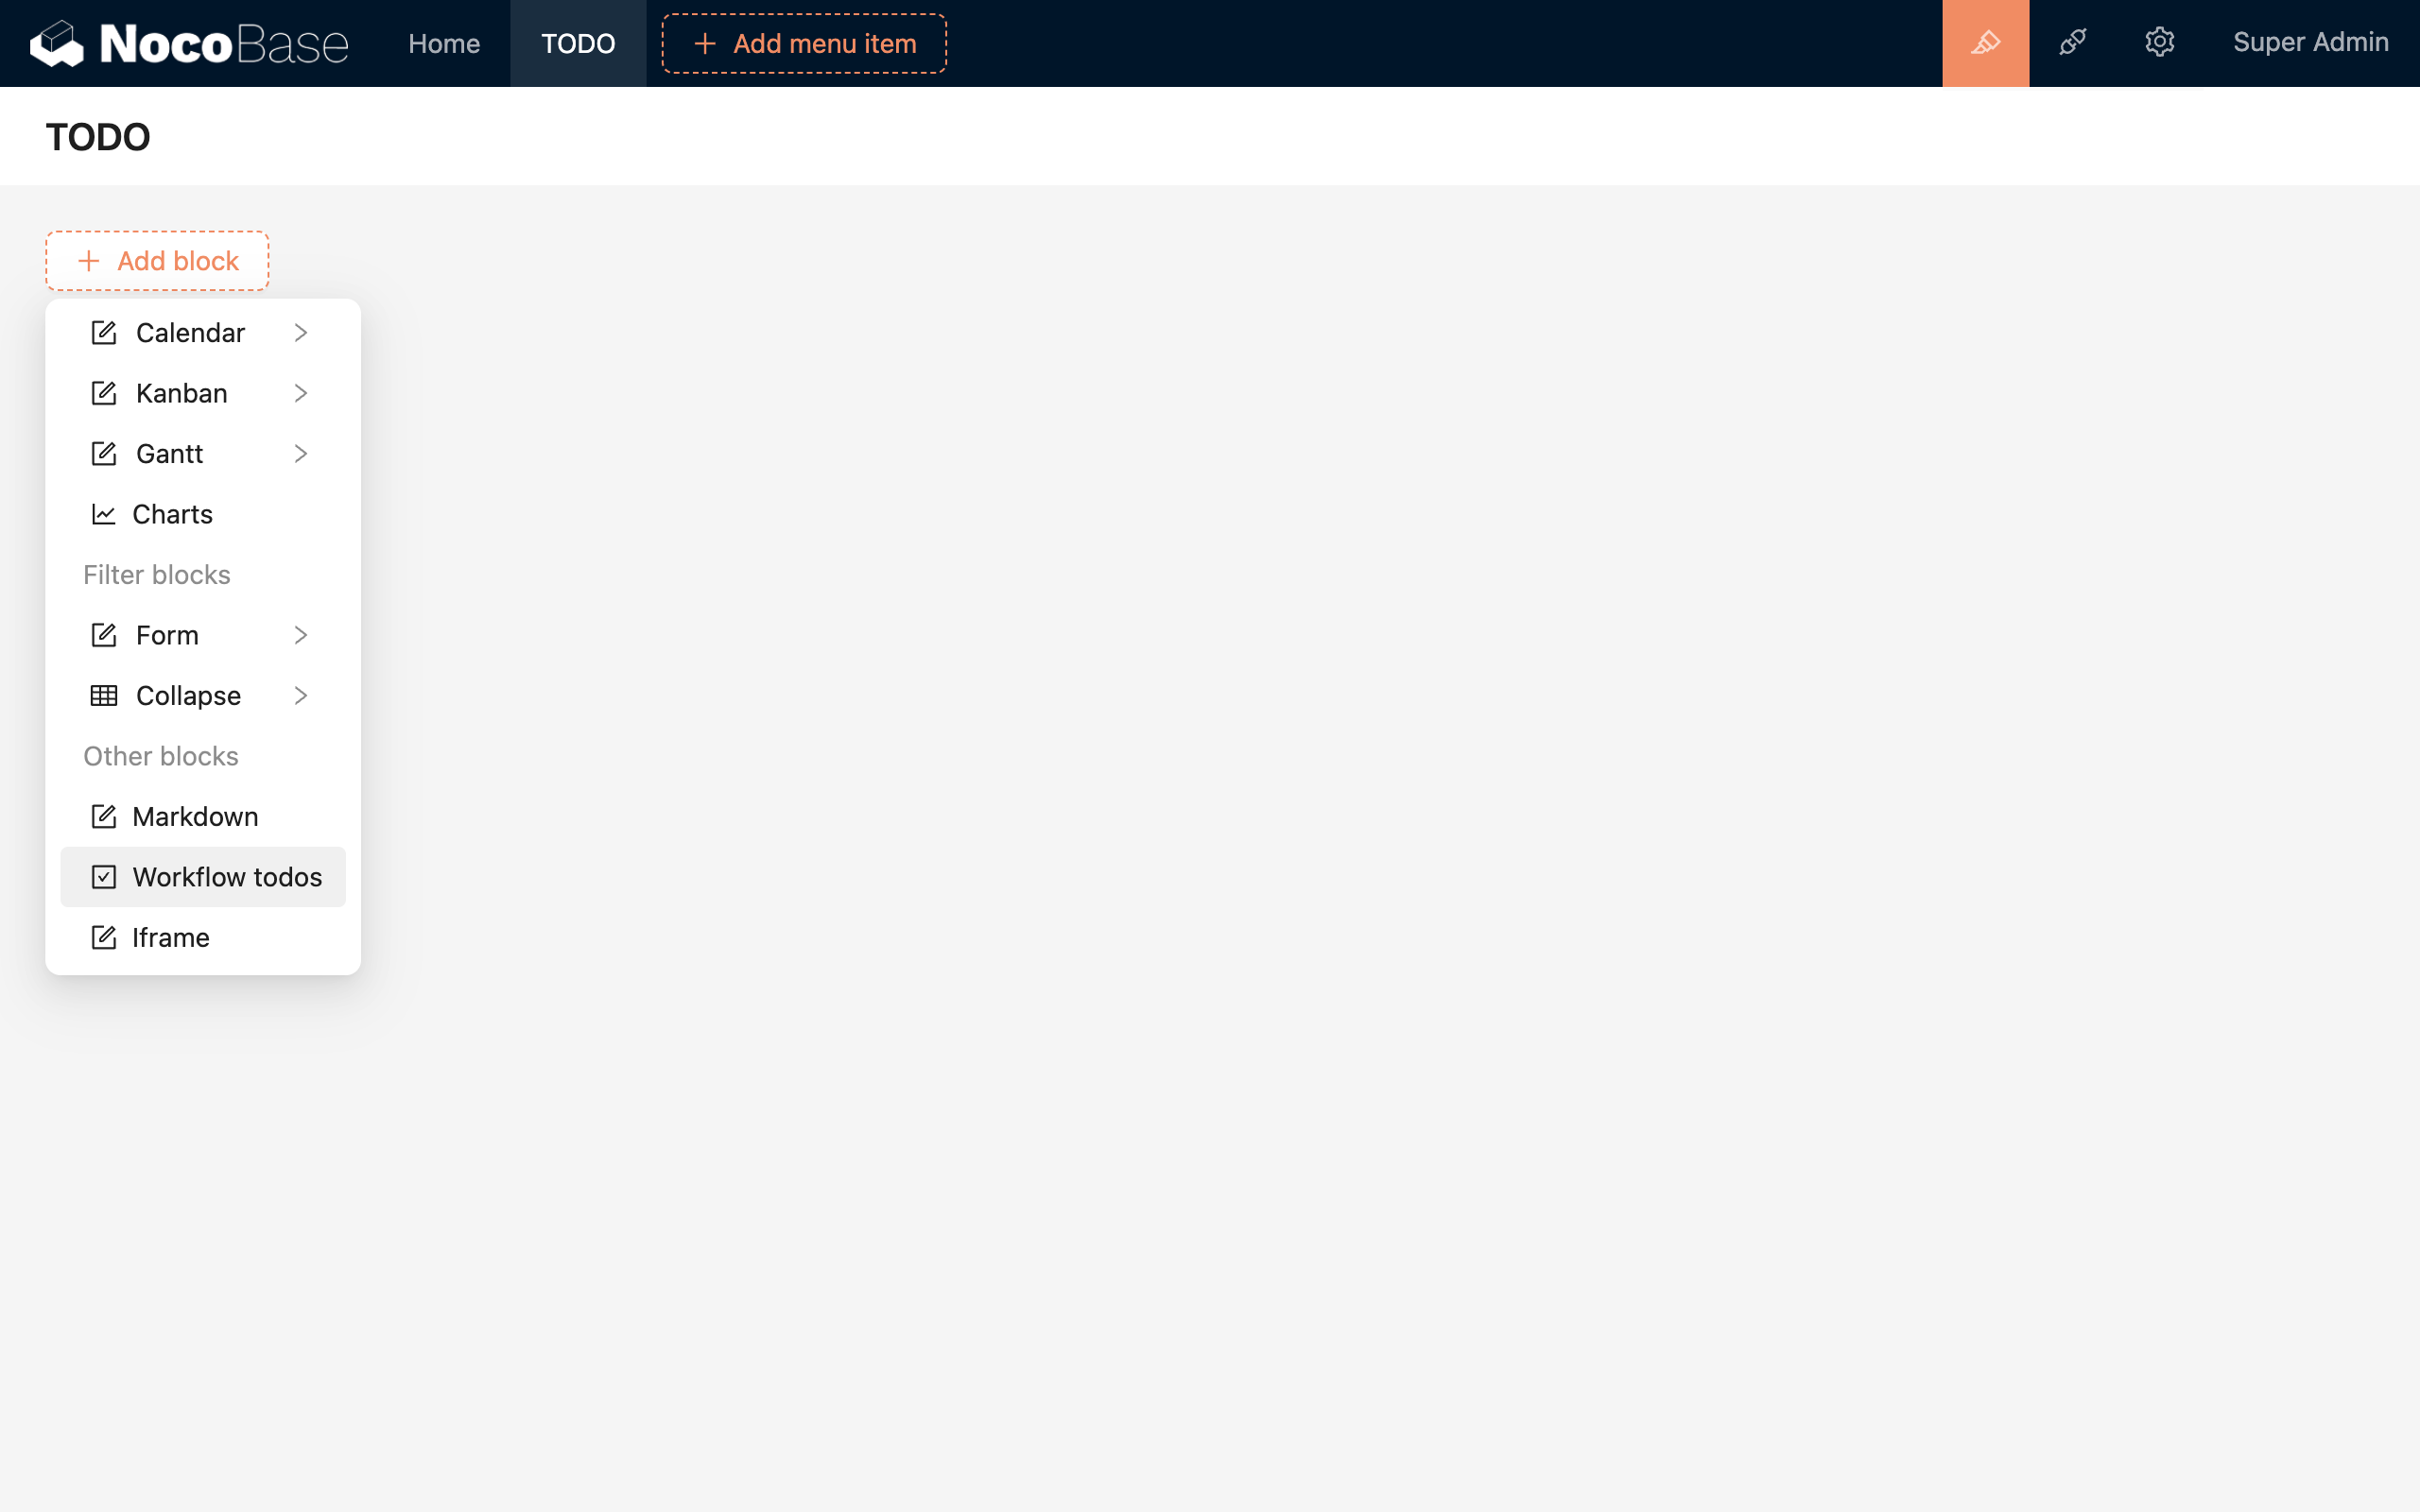 NocoBase Home TODO Add menu item Super Admin
TODO
Add block
Calendar
Kanban
Gantt
Charts
Filter blocks
Form
Collapse
Other blocks
Markdown
Workflow todos
Iframe